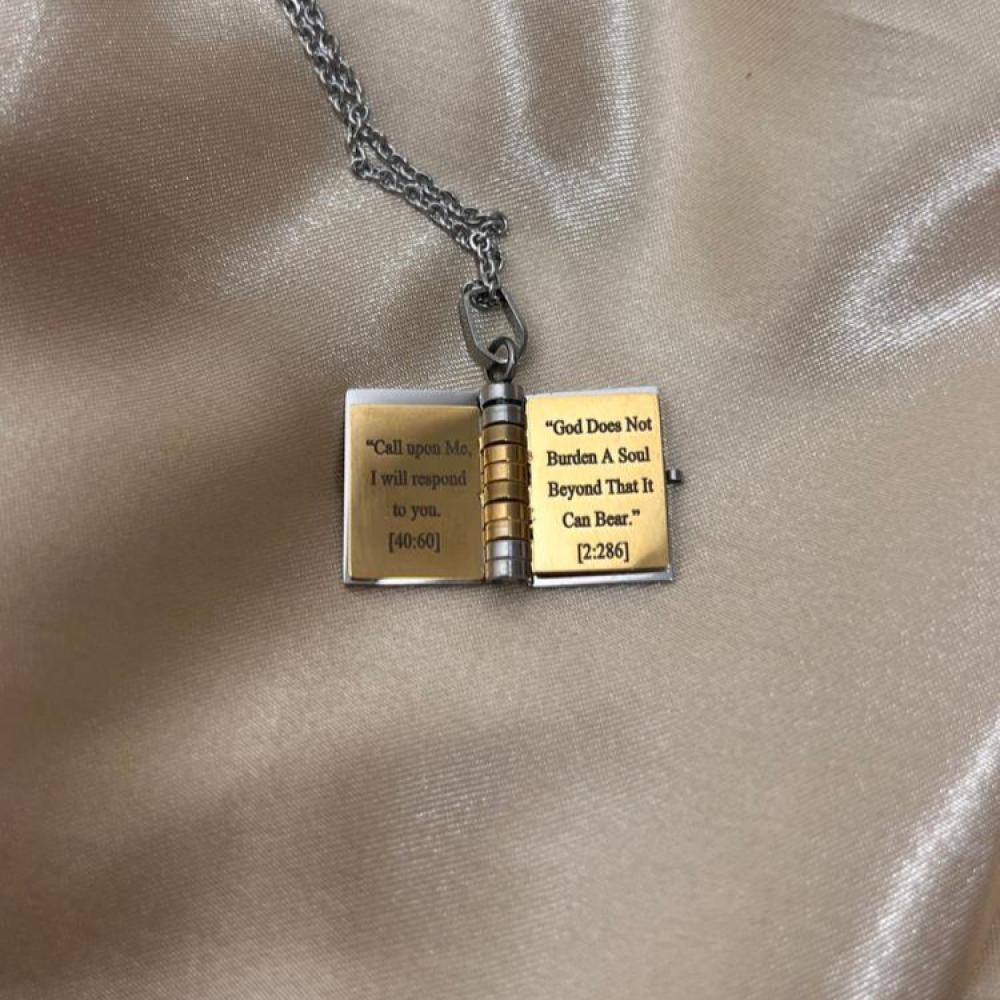 “Call upon Me,
I will respond
to you.
[40:60]
“God Does Not
Burden A Soul
Beyond That It
Can Bear.”
[2:286]